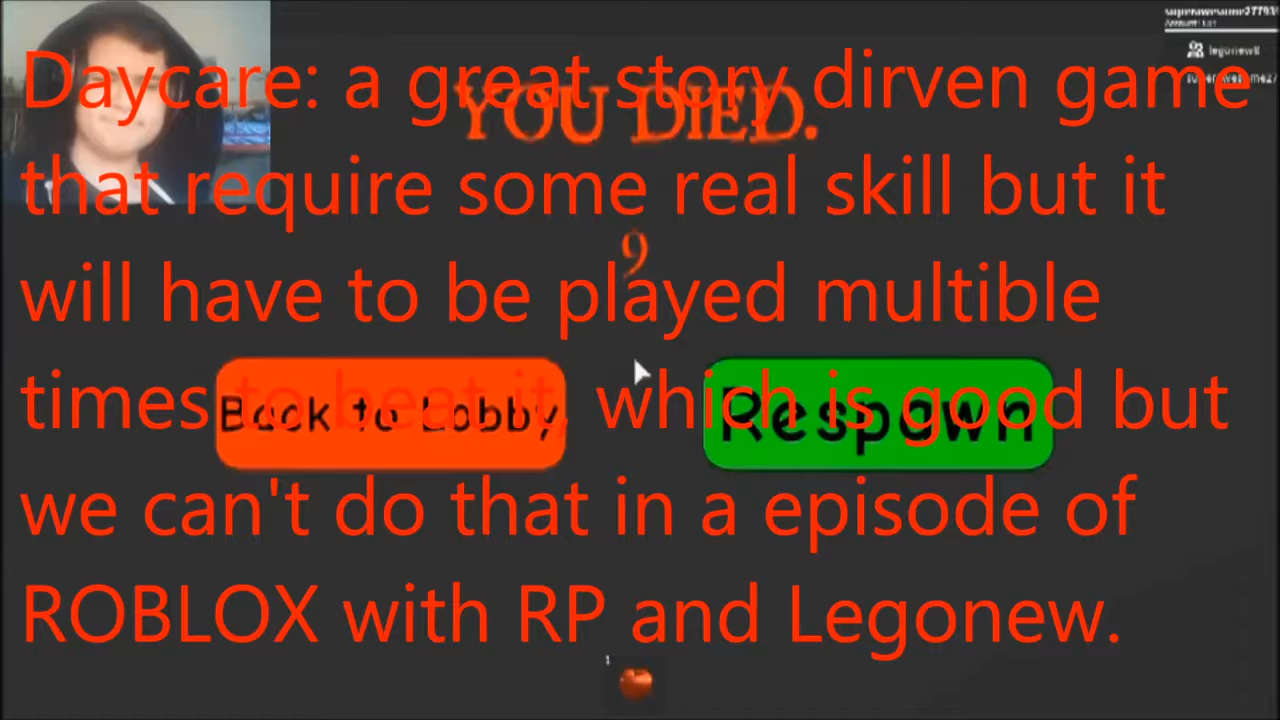 Daycare: a great story dirven game
that require some real skill but it
will have to be played multible
times to beat it, which is good but
we can't do that in a episode of
ROBLOX with RP and Legonew.
YOU DIED.
9
Back to Lobby
Respawn
legonew8
1